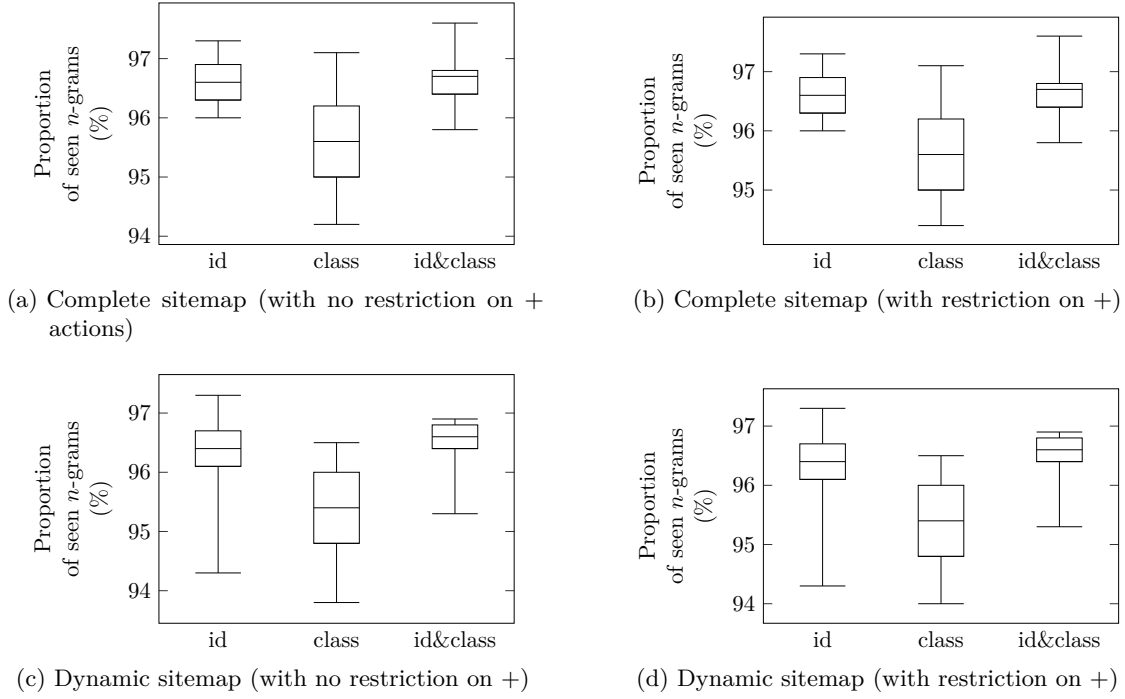 97
96
95
94
Proportion
of seen n-grams
(%)
id
class
id&class
(a) Complete sitemap (with no restriction on +
actions)
97
96
95
Proportion
of seen n-grams
(%)
id
class
id&class
(b) Complete sitemap (with restriction on +)
97
96
95
94
Proportion
of seen n-grams
(%)
id
class
id&class
(c) Dynamic sitemap (with no restriction on +)
97
96
95
94
Proportion
of seen n-grams
(%)
id
class
id&class
(d) Dynamic sitemap (with restriction on +)